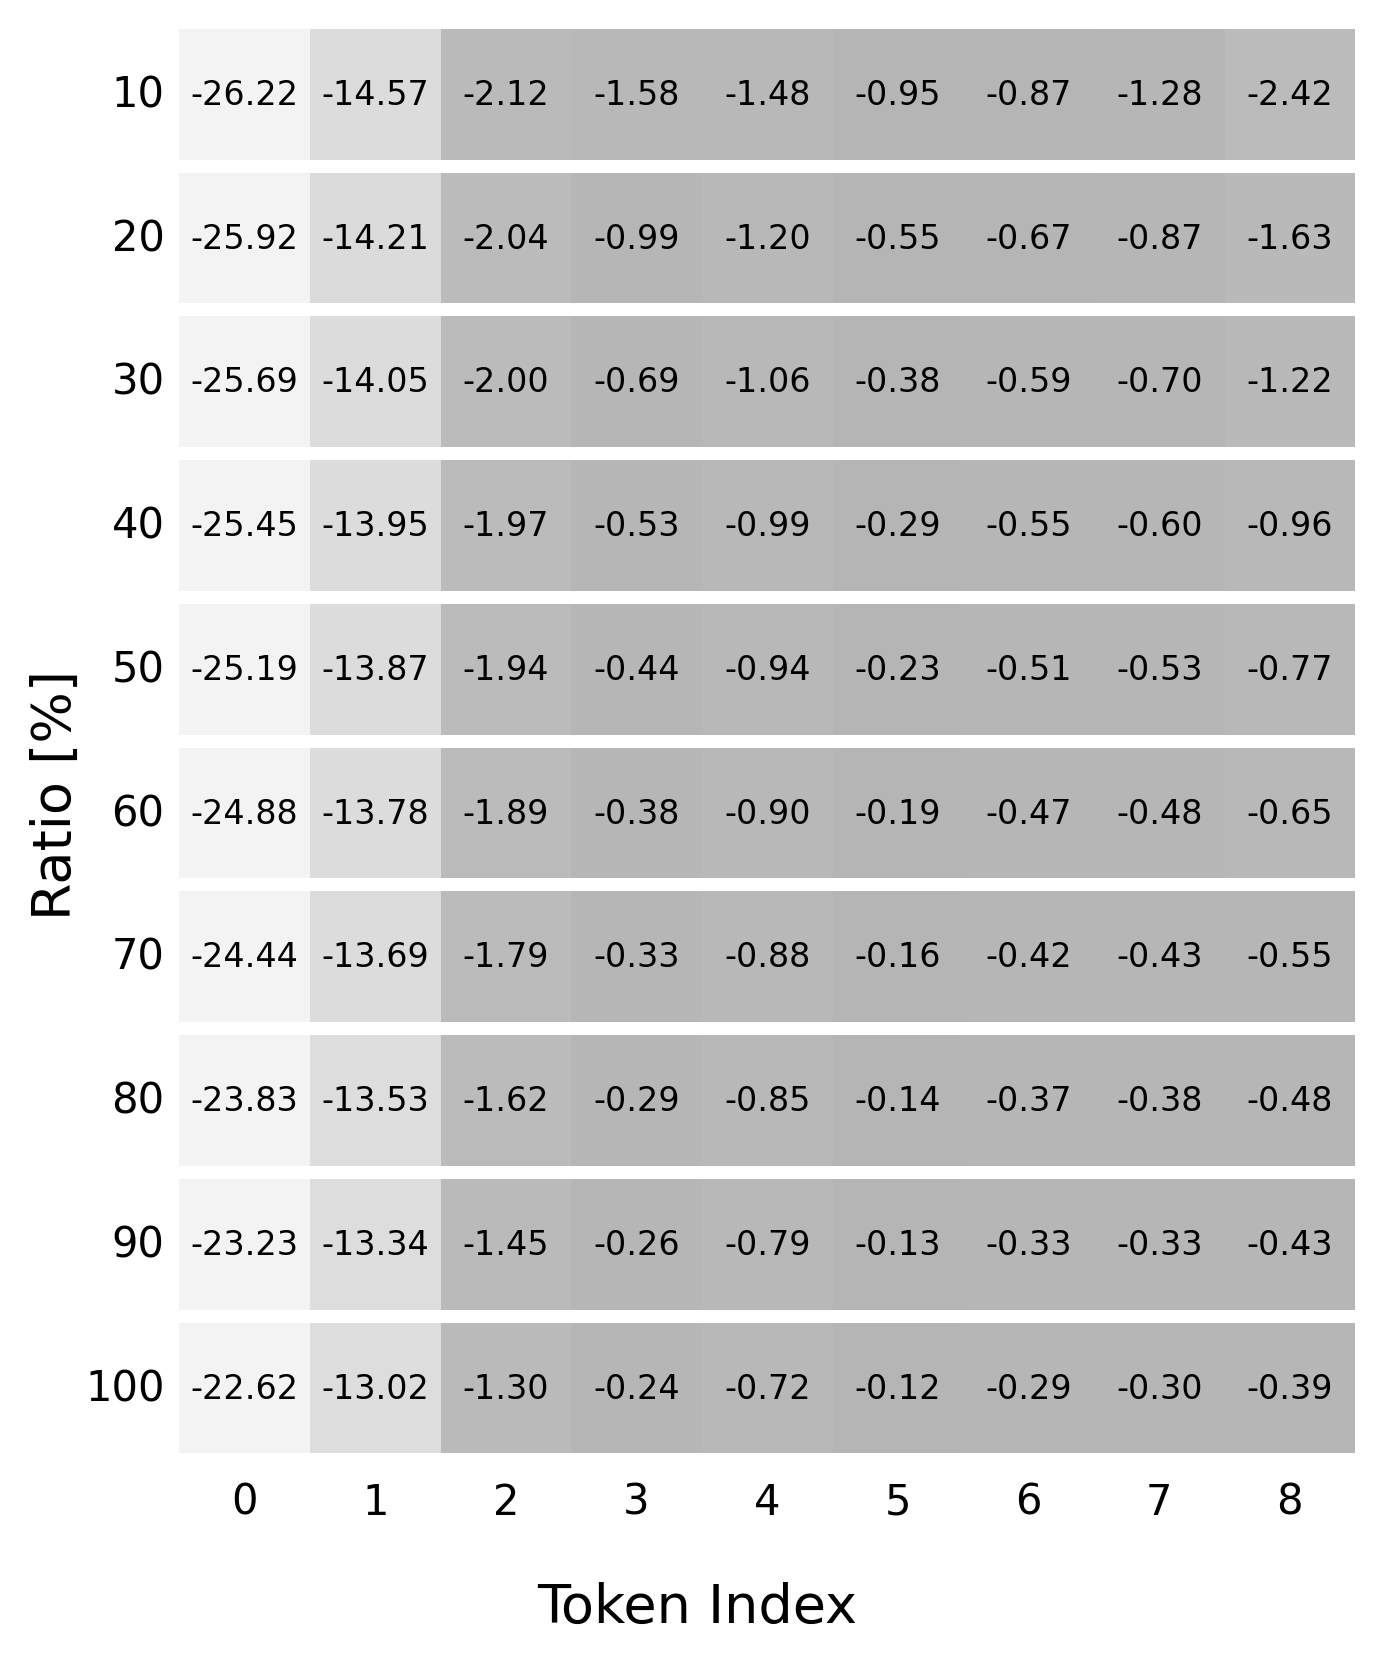 10 -26.22 -14.57 -2.12 -1.58 -1.48 -0.95 -0.87 -1.28 -2.42
20 -25.92 -14.21 -2.04 -0.99 -1.20 -0.55 -0.67 -0.87 -1.63
30 -25.69 -14.05 -2.00 -0.69 -1.06 -0.38 -0.59 -0.70 -1.22
40 -25.45 -13.95 -1.97 -0.53 -0.99 -0.29 -0.55 -0.60 -0.96
50 -25.19 -13.87 -1.94 -0.44 -0.94 -0.23 -0.51 -0.53 -0.77
Ratio [%]
60 -24.88 -13.78 -1.89 -0.38 -0.90 -0.19 -0.47 -0.48 -0.65
70 -24.44 -13.69 -1.79 -0.33 -0.88 -0.16 -0.42 -0.43 -0.55
80 -23.83 -13.53 -1.62 -0.29 -0.85 -0.14 -0.37 -0.38 -0.48
90 -23.23 -13.34 -1.45 -0.26 -0.79 -0.13 -0.33 -0.33 -0.43
100 -22.62 -13.02 -1.30 -0.24 -0.72 -0.12 -0.29 -0.30 -0.39
0 1 2 3 4 5 6 7 8
Token Index